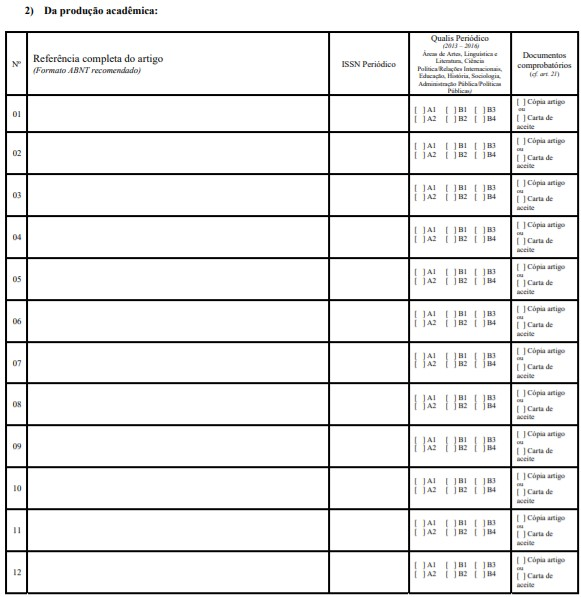 2) Da produção acadêmica:
Nº
Referência completa do artigo
(Formato ABNT recomendado)
ISSN Periódico
Qualis Periódico
(2013 – 2016)
Áreas de Artes, Linguística e
Literatura, Ciência
Política/Relações Internacionais,
Educação, História, Sociologia,
Administração Pública/Políticas
Públicas)
Documentos
comprobatórios
(cf. art. 21)
01
[ ] A1 [ ] B1 [ ] B3
[ ] A2 [ ] B2 [ ] B4
[ ] Cópia artigo
ou
[ ] Carta de
aceite
02
[ ] A1 [ ] B1 [ ] B3
[ ] A2 [ ] B2 [ ] B4
[ ] Cópia artigo
ou
[ ] Carta de
aceite
03
[ ] A1 [ ] B1 [ ] B3
[ ] A2 [ ] B2 [ ] B4
[ ] Cópia artigo
ou
[ ] Carta de
aceite
04
[ ] A1 [ ] B1 [ ] B3
[ ] A2 [ ] B2 [ ] B4
[ ] Cópia artigo
ou
[ ] Carta de
aceite
05
[ ] A1 [ ] B1 [ ] B3
[ ] A2 [ ] B2 [ ] B4
[ ] Cópia artigo
ou
[ ] Carta de
aceite
06
[ ] A1 [ ] B1 [ ] B3
[ ] A2 [ ] B2 [ ] B4
[ ] Cópia artigo
ou
[ ] Carta de
aceite
07
[ ] A1 [ ] B1 [ ] B3
[ ] A2 [ ] B2 [ ] B4
[ ] Cópia artigo
ou
[ ] Carta de
aceite
08
[ ] A1 [ ] B1 [ ] B3
[ ] A2 [ ] B2 [ ] B4
[ ] Cópia artigo
ou
[ ] Carta de
aceite
09
[ ] A1 [ ] B1 [ ] B3
[ ] A2 [ ] B2 [ ] B4
[ ] Cópia artigo
ou
[ ] Carta de
aceite
10
[ ] A1 [ ] B1 [ ] B3
[ ] A2 [ ] B2 [ ] B4
[ ] Cópia artigo
ou
[ ] Carta de
aceite
11
[ ] A1 [ ] B1 [ ] B3
[ ] A2 [ ] B2 [ ] B4
[ ] Cópia artigo
ou
[ ] Carta de
aceite
12
[ ] A1 [ ] B1 [ ] B3
[ ] A2 [ ] B2 [ ] B4
[ ] Cópia artigo
ou
[ ] Carta de
aceite